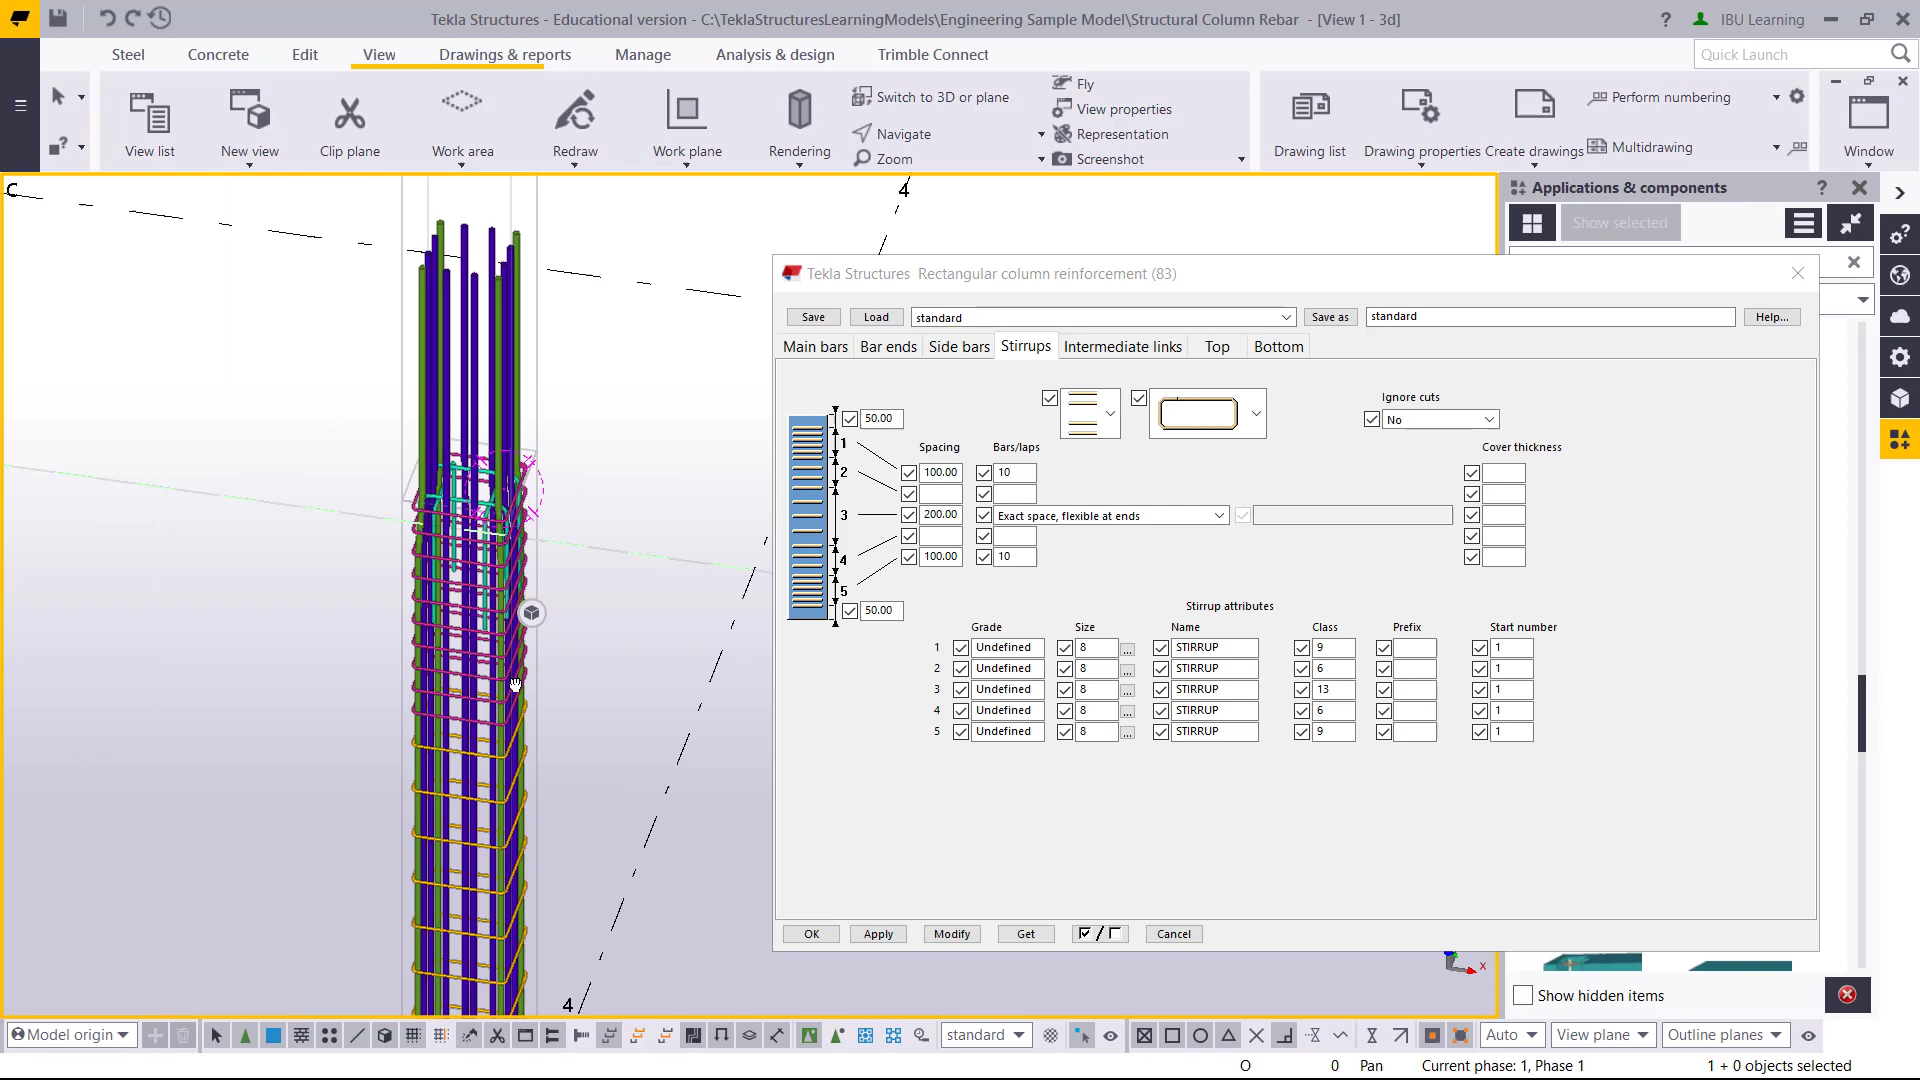 Tekla Structures - Educational version - C:\TeklaStructuresLearningModels\Engineering Sample Model\Structural Column Rebar - [View 1 - 3d]
? IBU Learning
Steel Concrete Edit View Drawings & reports Manage Analysis & design Trimble Connect
Quick Launch
View list
New view
Clip plane
Work area
Redraw
Work plane
Rendering
Switch to 3D or plane
Navigate
Zoom
Fly
View properties
Representation
Screenshot
Drawing list
Drawing properties
Create drawings
Perform numbering
Multidrawing
Window
C
4
Applications & components ?
Show selected
Tekla Structures Rectangular column reinforcement (83)
Save Load standard Save as standard Help...
Main bars Bar ends Side bars Stirrups Intermediate links Top Bottom
50.00
Ignore cuts
No
Spacing Bars/laps Cover thickness
1 100.00 10
2
3 200.00 Exact space, flexible at ends
4
5 100.00 10
50.00
Stirrup attributes
Grade Size Name Class Prefix Start number
1 Undefined 8 ... STIRRUP 9 1
2 Undefined 8 ... STIRRUP 6 1
3 Undefined 8 ... STIRRUP 13 1
4 Undefined 8 ... STIRRUP 6 1
5 Undefined 8 ... STIRRUP 9 1
OK Apply Modify Get / Cancel
x
4
Show hidden items
Model origin standard Auto View plane Outline planes
O 0 Pan Current phase: 1, Phase 1 1 + 0 objects selected